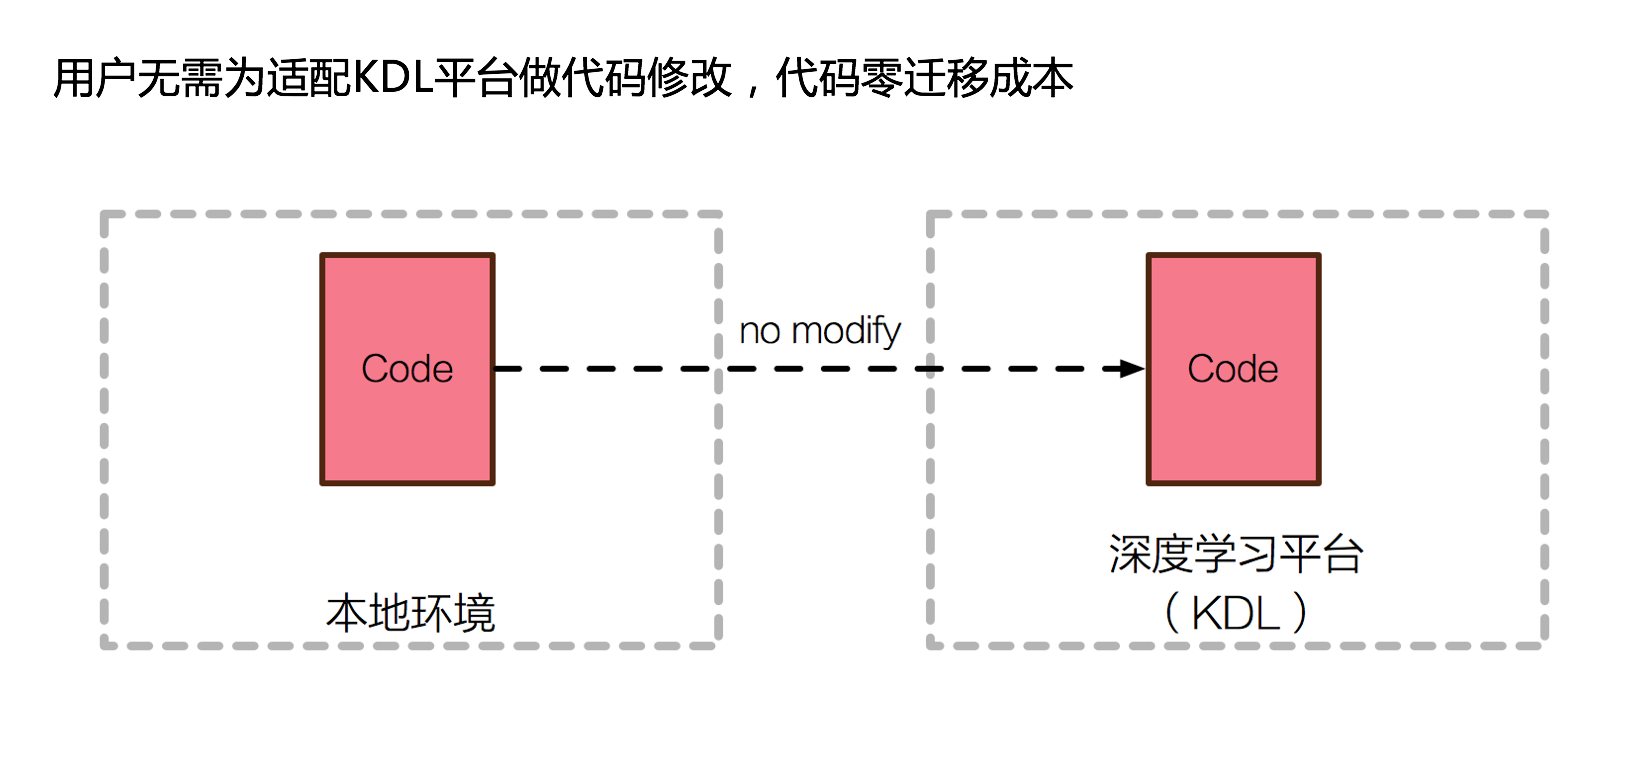 用户无需为适配KDL平台做代码修改，代码零迁移成本
no modify
Code
Code
本地环境
深度学习平台
（KDL）